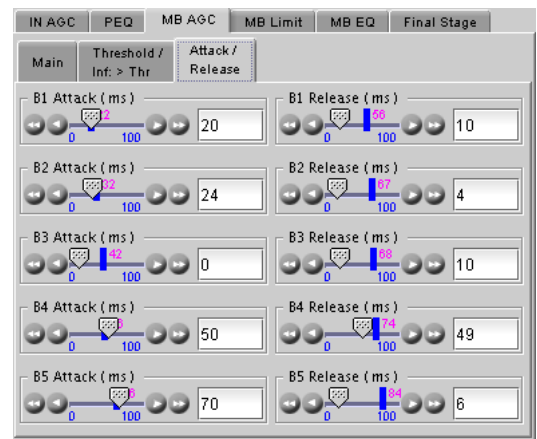 IN AGC PEQ MB AGC MB Limit MB EQ Final Stage
Main Threshold / Inf: > Thr Attack / Release
B1 Attack ( ms ) B1 Release ( ms )
56
0 100 20 0 100 10
B2 Attack ( ms ) B2 Release ( ms )
32 67
0 100 24 0 100 4
B3 Attack ( ms ) B3 Release ( ms )
42 68
0 100 0 0 100 10
B4 Attack ( ms ) B4 Release ( ms )
74
0 100 50 0 100 49
B5 Attack ( ms ) B5 Release ( ms )
84
0 100 70 0 100 6